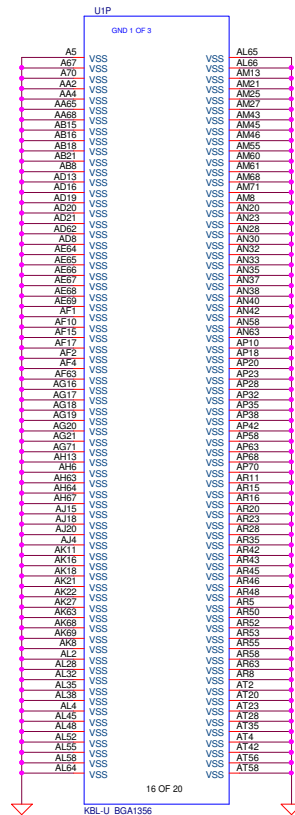 U1P
GND 1 OF 3
A5 VSS VSS AL65
A67 VSS VSS AL66
A70 VSS VSS AM13
AA2 VSS VSS AM21
AA4 VSS VSS AM25
AA65 VSS VSS AM27
AA68 VSS VSS AM43
AB15 VSS VSS AM45
AB16 VSS VSS AM46
AB18 VSS VSS AM55
AB21 VSS VSS AM60
AB8 VSS VSS AM61
AD13 VSS VSS AM68
AD16 VSS VSS AM71
AD19 VSS VSS AM8
AD20 VSS VSS AN20
AD21 VSS VSS AN23
AD62 VSS VSS AN28
AD8 VSS VSS AN30
AE64 VSS VSS AN32
AE65 VSS VSS AN33
AE66 VSS VSS AN35
AE67 VSS VSS AN37
AE68 VSS VSS AN38
AE69 VSS VSS AN40
AF1 VSS VSS AN42
AF10 VSS VSS AN58
AF15 VSS VSS AN63
AF17 VSS VSS AP10
AF2 VSS VSS AP18
AF4 VSS VSS AP20
AF63 VSS VSS AP23
AG16 VSS VSS AP28
AG17 VSS VSS AP32
AG18 VSS VSS AP35
AG19 VSS VSS AP38
AG20 VSS VSS AP42
AG21 VSS VSS AP58
AG71 VSS VSS AP63
AH13 VSS VSS AP68
AH6 VSS VSS AP70
AH63 VSS VSS AR11
AH64 VSS VSS AR15
AH67 VSS VSS AR16
AJ15 VSS VSS AR20
AJ18 VSS VSS AR23
AJ20 VSS VSS AR28
AJ4 VSS VSS AR35
AK11 VSS VSS AR42
AK16 VSS VSS AR43
AK18 VSS VSS AR45
AK21 VSS VSS AR46
AK22 VSS VSS AR48
AK27 VSS VSS AR5
AK63 VSS VSS AR50
AK68 VSS VSS AR52
AK69 VSS VSS AR53
AK8 VSS VSS AR55
AL2 VSS VSS AR58
AL28 VSS VSS AR63
AL32 VSS VSS AR8
AL35 VSS VSS AT2
AL38 VSS VSS AT20
AL4 VSS VSS AT23
AL45 VSS VSS AT28
AL48 VSS VSS AT35
AL52 VSS VSS AT4
AL55 VSS VSS AT42
AL58 VSS VSS AT56
AL64 VSS VSS AT58
16 OF 20
KBL-U_BGA1356